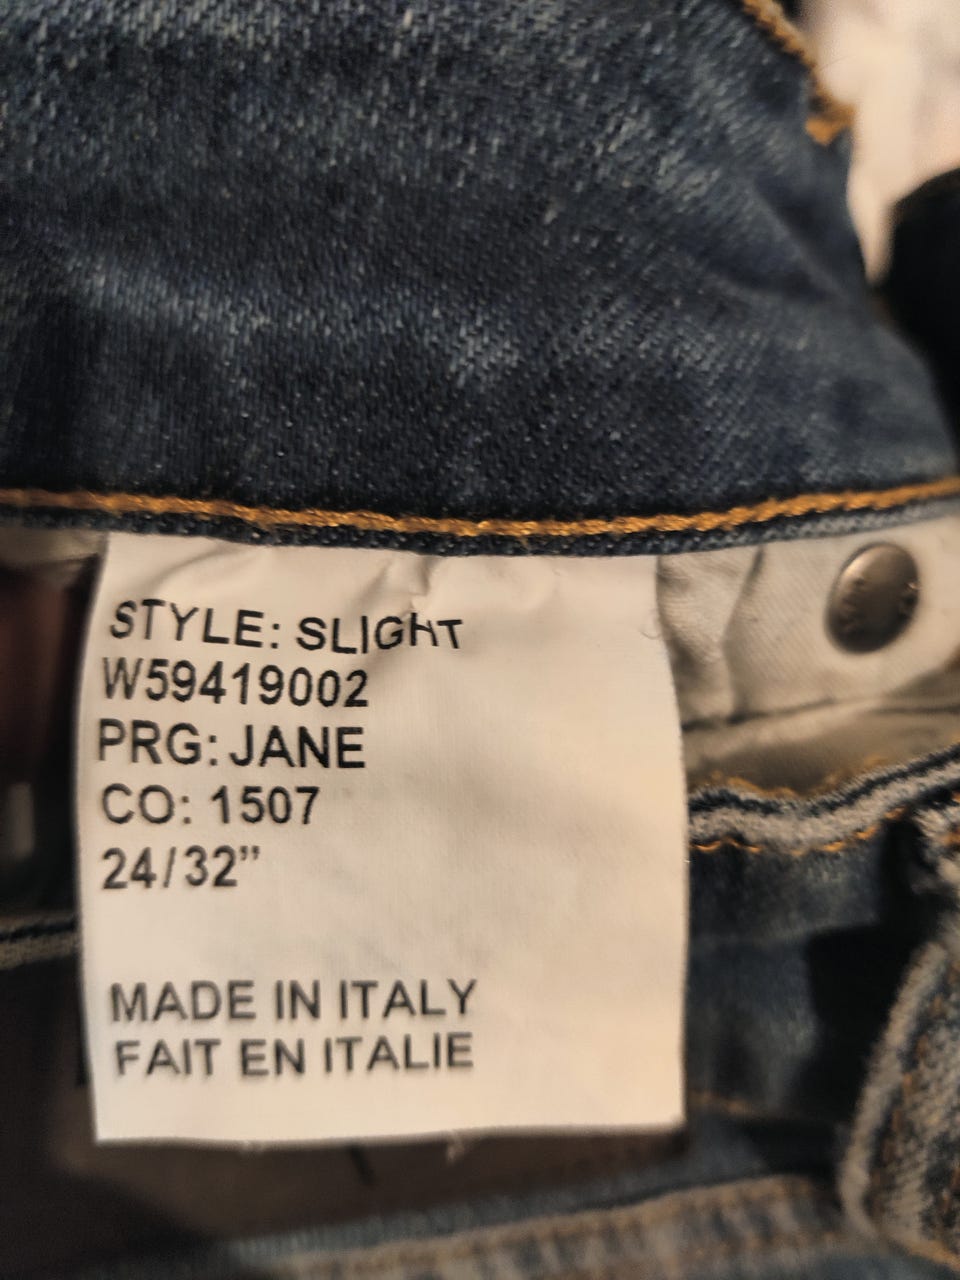 STYLE: SLIGHT
W59419002
PRG: JANE
CO: 1507
24/32”
MADE IN ITALY
FAIT EN ITALIE